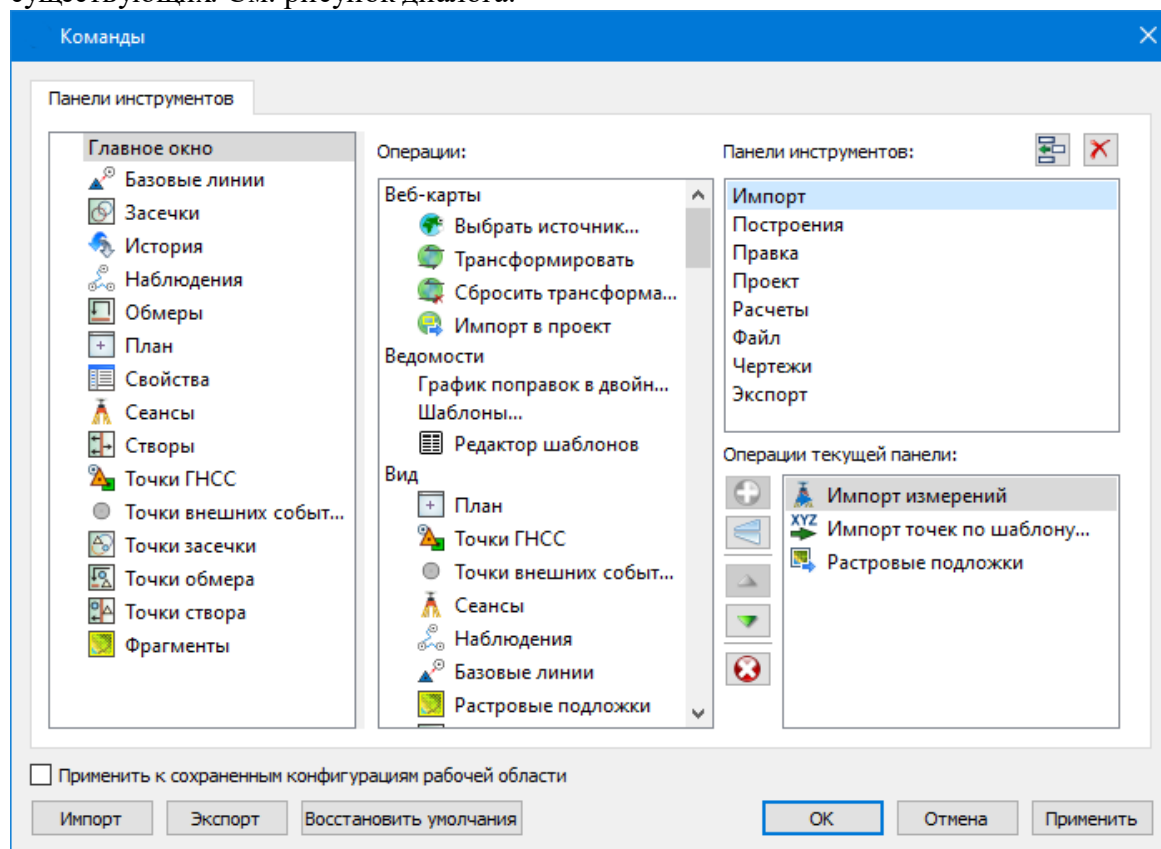 существующих. См. рисунок диалога.
Команды
Панели инструментов
Главное окно
Базовые линии
Засечки
История
Наблюдения
Обмеры
План
Свойства
Сеансы
Створы
Точки ГНСС
Точки внешних событ...
Точки засечки
Точки обмера
Точки створа
Фрагменты
Операции:
Веб-карты
Выбрать источник...
Трансформировать
Сбросить трансформа...
Импорт в проект
Ведомости
График поправок в двойн...
Шаблоны...
Редактор шаблонов
Вид
План
Точки ГНСС
Точки внешних событ...
Сеансы
Наблюдения
Базовые линии
Растровые подложки
Панели инструментов:
Импорт
Построения
Правка
Проект
Расчеты
Файл
Чертежи
Экспорт
Операции текущей панели:
Импорт измерений
XYZ
Импорт точек по шаблону...
Растровые подложки
Применить к сохраненным конфигурациям рабочей области
Импорт
Экспорт
Восстановить умолчания
OK
Отмена
Применить